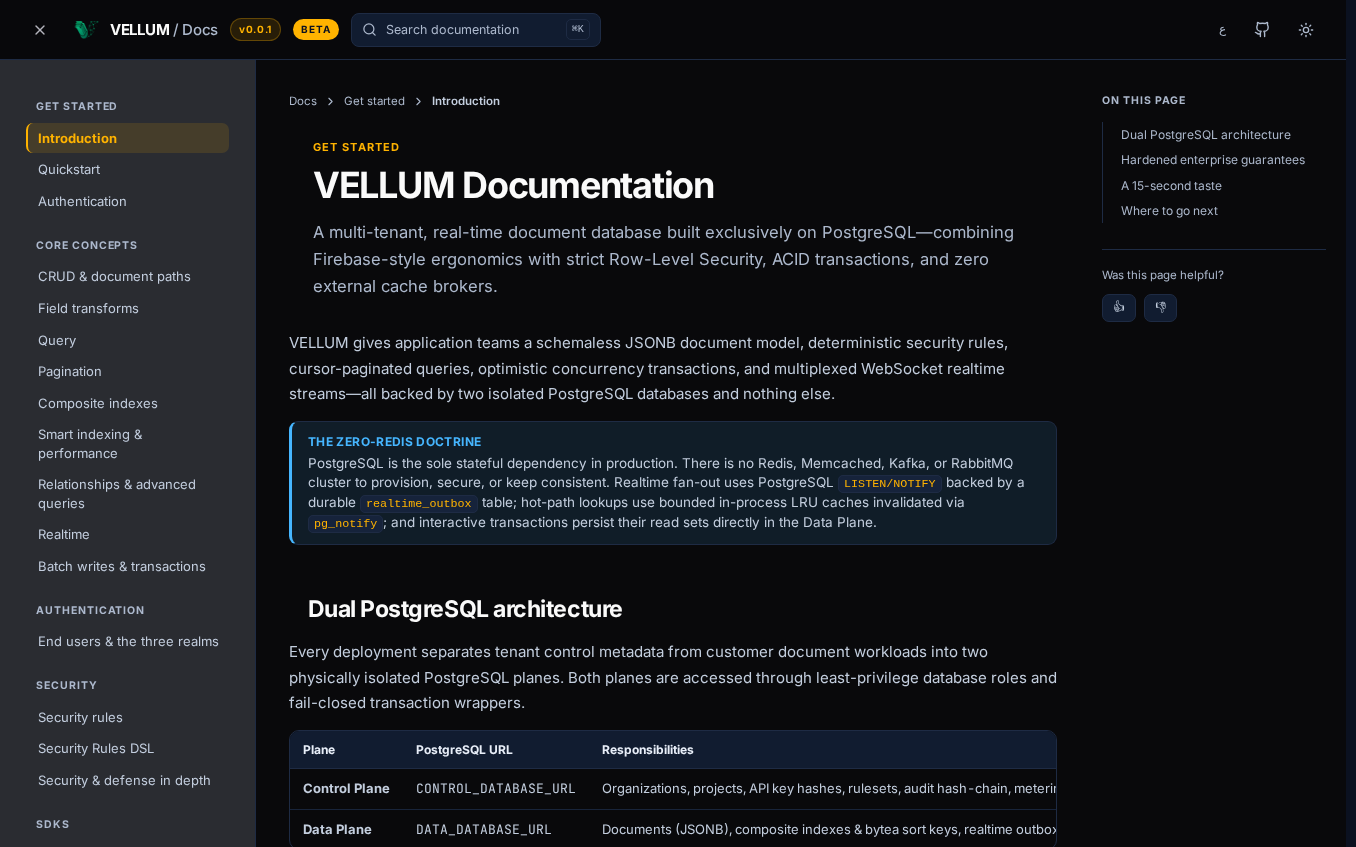 VELLUM / Docs v0.0.1 BETA Search documentation ⌘K ع
GET STARTED
Introduction
Quickstart
Authentication
CORE CONCEPTS
CRUD & document paths
Field transforms
Query
Pagination
Composite indexes
Smart indexing &
performance
Relationships & advanced
queries
Realtime
Batch writes & transactions
AUTHENTICATION
End users & the three realms
SECURITY
Security rules
Security Rules DSL
Security & defense in depth
SDKS
Docs > Get started > Introduction
GET STARTED
VELLUM Documentation
A multi-tenant, real-time document database built exclusively on PostgreSQL—combining
Firebase-style ergonomics with strict Row-Level Security, ACID transactions, and zero
external cache brokers.
VELLUM gives application teams a schemaless JSONB document model, deterministic security rules,
cursor-paginated queries, optimistic concurrency transactions, and multiplexed WebSocket realtime
streams—all backed by two isolated PostgreSQL databases and nothing else.
THE ZERO-REDIS DOCTRINE
PostgreSQL is the sole stateful dependency in production. There is no Redis, Memcached, Kafka, or RabbitMQ
cluster to provision, secure, or keep consistent. Realtime fan-out uses PostgreSQL LISTEN/NOTIFY backed by a
durable realtime_outbox table; hot-path lookups use bounded in-process LRU caches invalidated via
pg_notify; and interactive transactions persist their read sets directly in the Data Plane.
Dual PostgreSQL architecture
Every deployment separates tenant control metadata from customer document workloads into two
physically isolated PostgreSQL planes. Both planes are accessed through least-privilege database roles and
fail-closed transaction wrappers.
Plane PostgreSQL URL Responsibilities
Control Plane CONTROL_DATABASE_URL Organizations, projects, API key hashes, rulesets, audit hash-chain,
Data Plane DATA_DATABASE_URL Documents (JSONB), composite indexes & bytea sort keys, realtime outbox
ON THIS PAGE
Dual PostgreSQL architecture
Hardened enterprise guarantees
A 15-second taste
Where to go next
Was this page helpful?
👍 👎